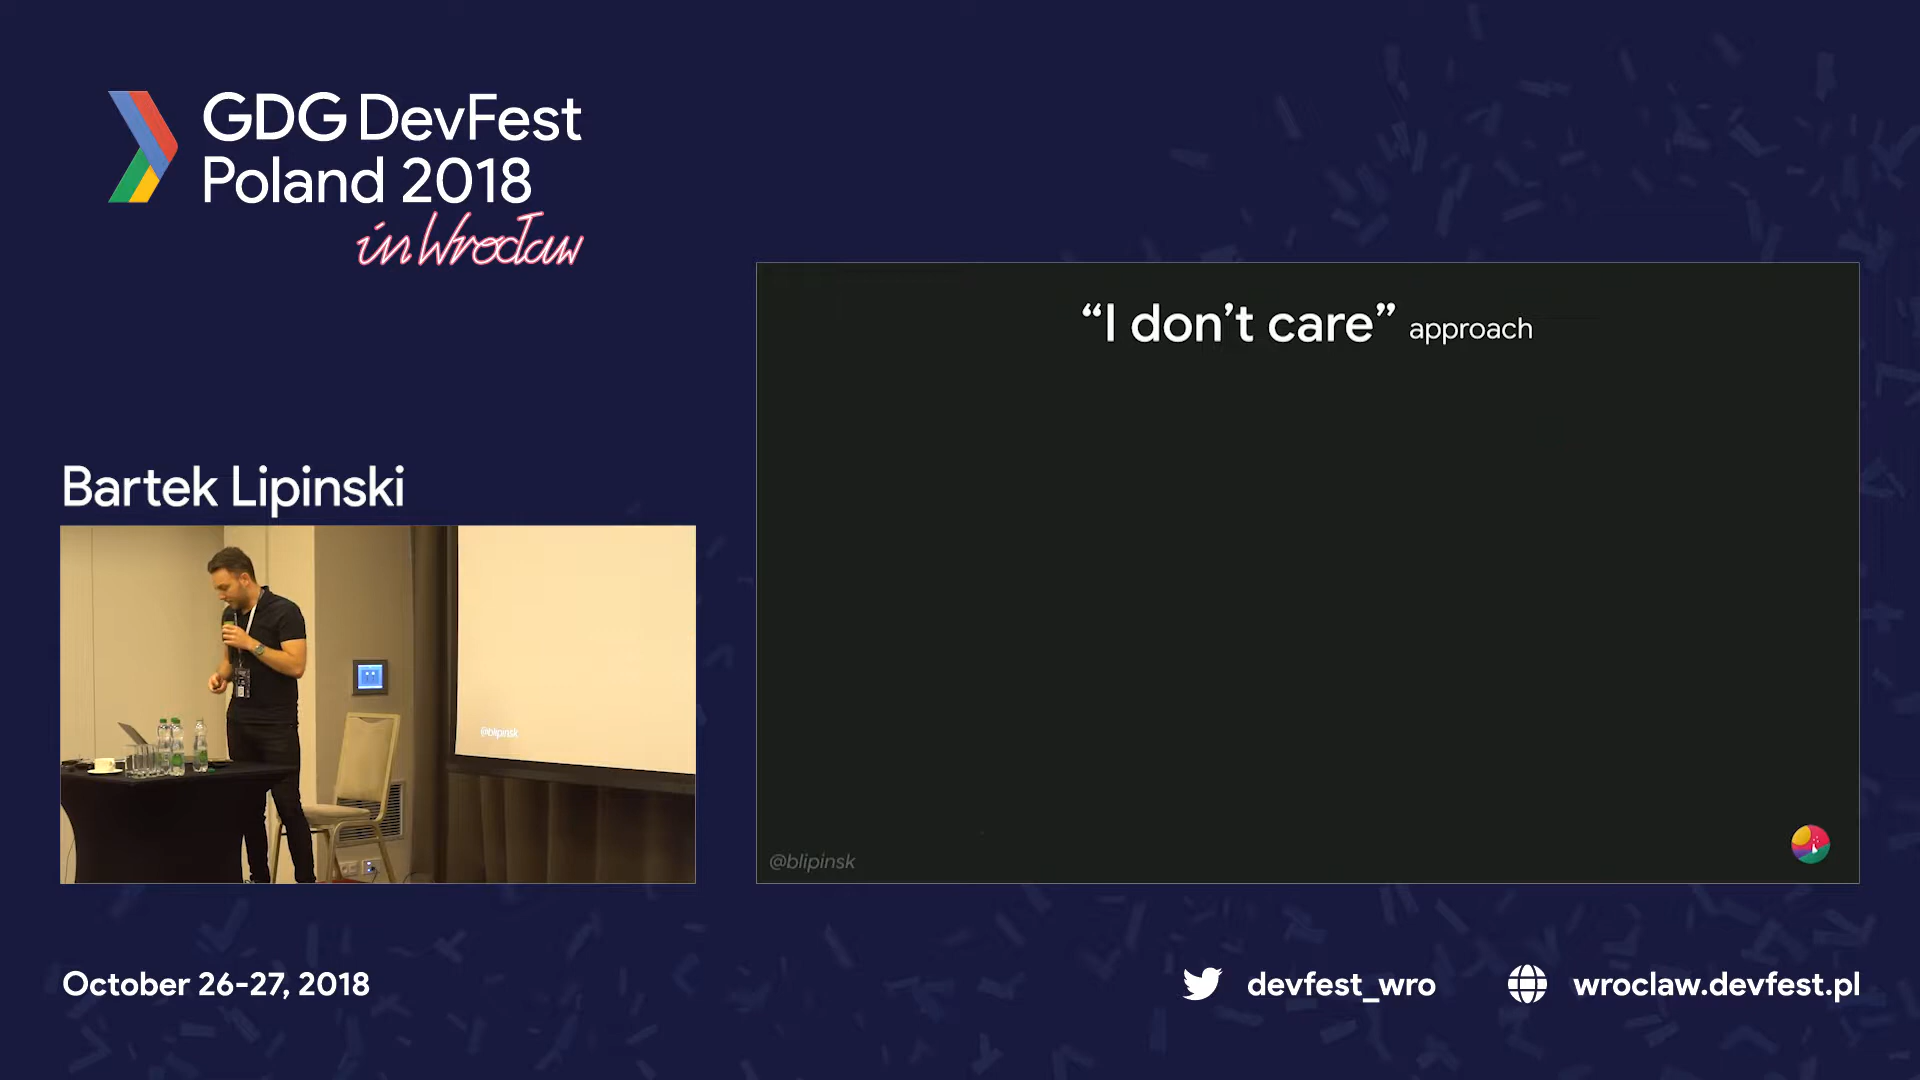 GDG DevFest
Poland 2018
in Wrocław
“I don’t care” approach
Bartek Lipinski
@blipinsk
@blipinsk
October 26-27, 2018
devfest_wro
wroclaw.devfest.pl